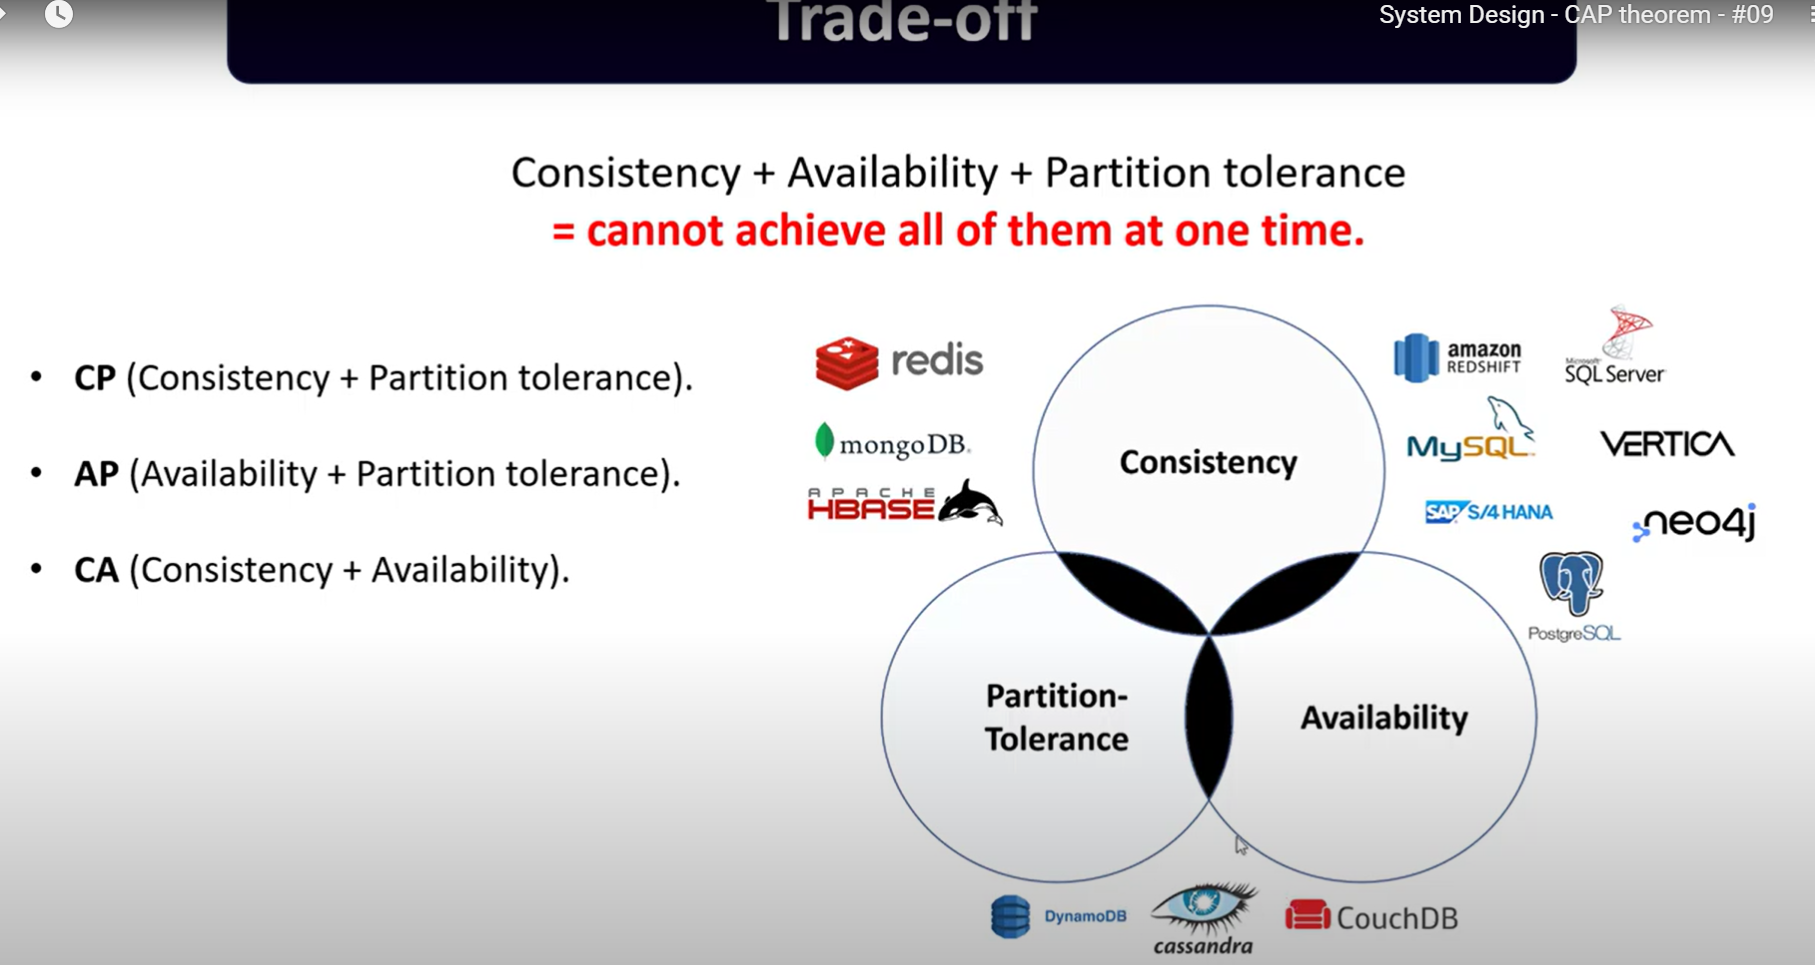 Trade-off
System Design - CAP theorem - #09
Consistency + Availability + Partition tolerance
= cannot achieve all of them at one time.
• CP (Consistency + Partition tolerance).
• AP (Availability + Partition tolerance).
• CA (Consistency + Availability).
redis
mongoDB.
APACHE
HBASE
amazon
REDSHIFT
Microsoft
SQL Server
MySQL
VERTICA
SAP S/4 HANA
neo4j
PostgreSQL
Consistency
Partition-
Tolerance
Availability
DynamoDB
cassandra
CouchDB